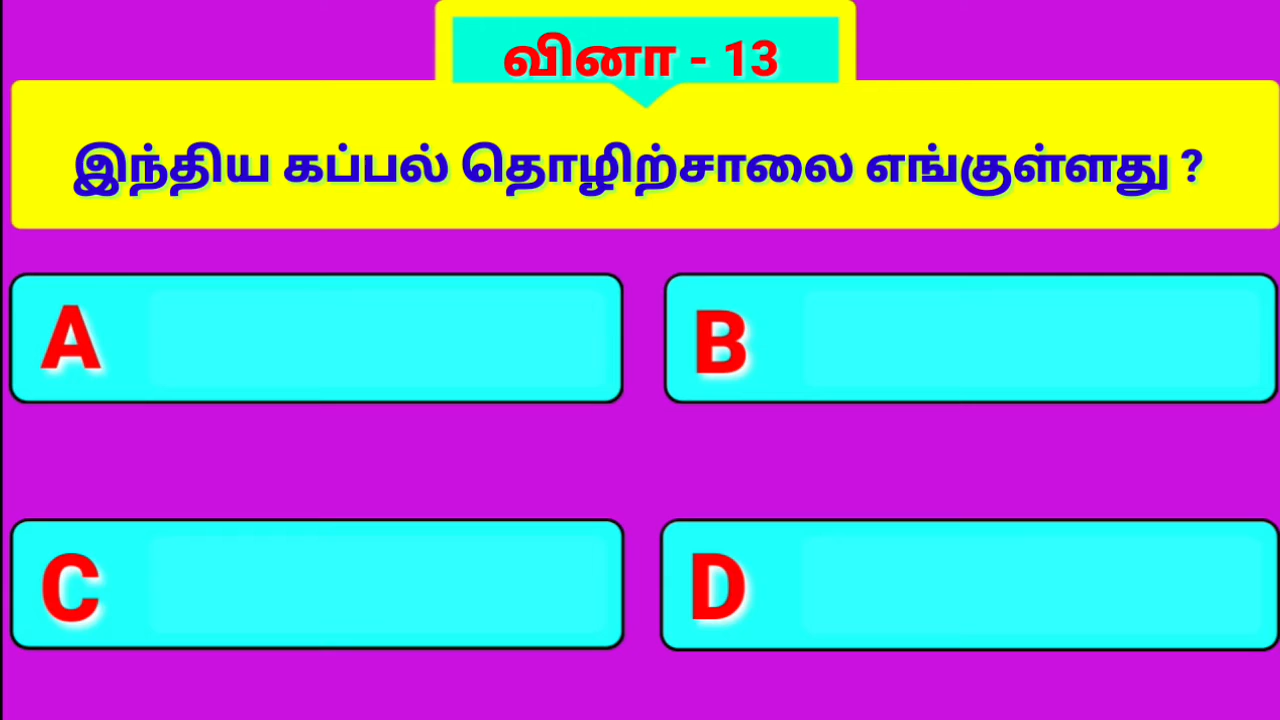 வினா - 13
இந்திய கப்பல் தொழிற்சாலை எங்குள்ளது ?
A
B
C
D